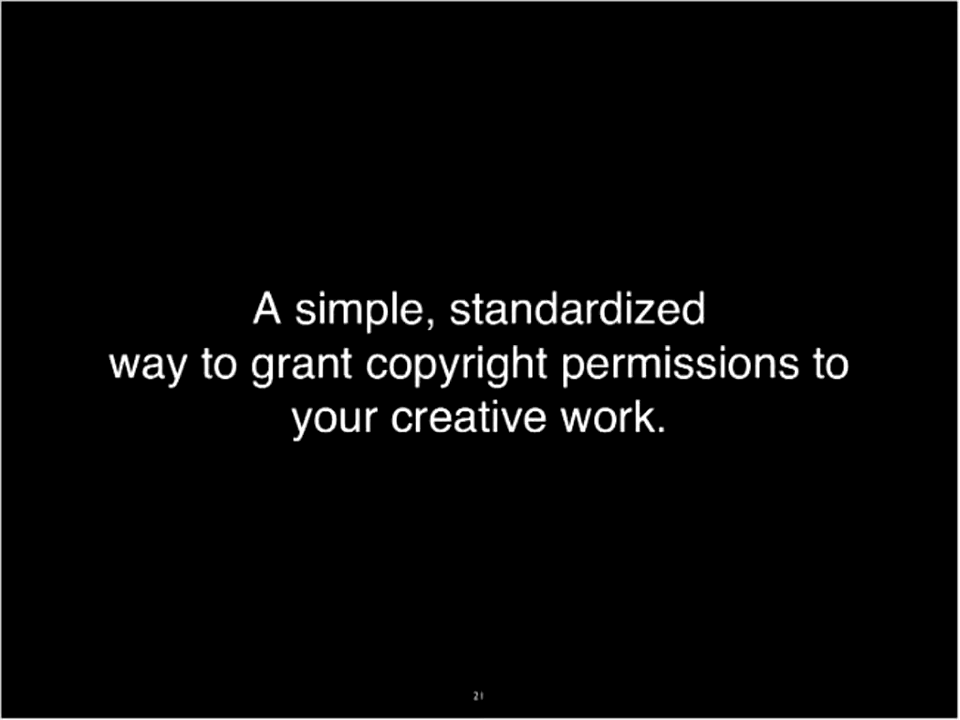 A simple, standardized
way to grant copyright permissions to
your creative work.
21